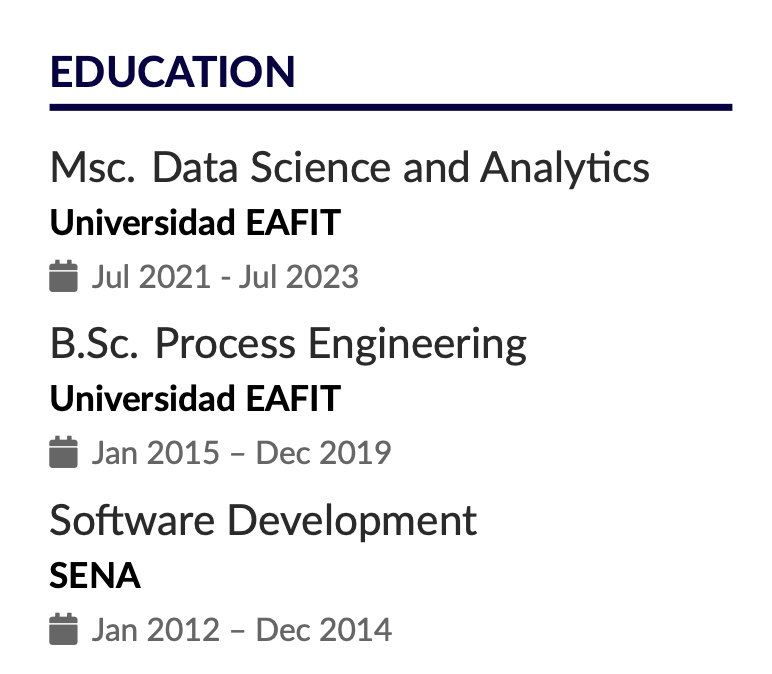 EDUCATION
Msc. Data Science and Analytics
Universidad EAFIT
Jul 2021 - Jul 2023
B.Sc. Process Engineering
Universidad EAFIT
Jan 2015 – Dec 2019
Software Development
SENA
Jan 2012 – Dec 2014